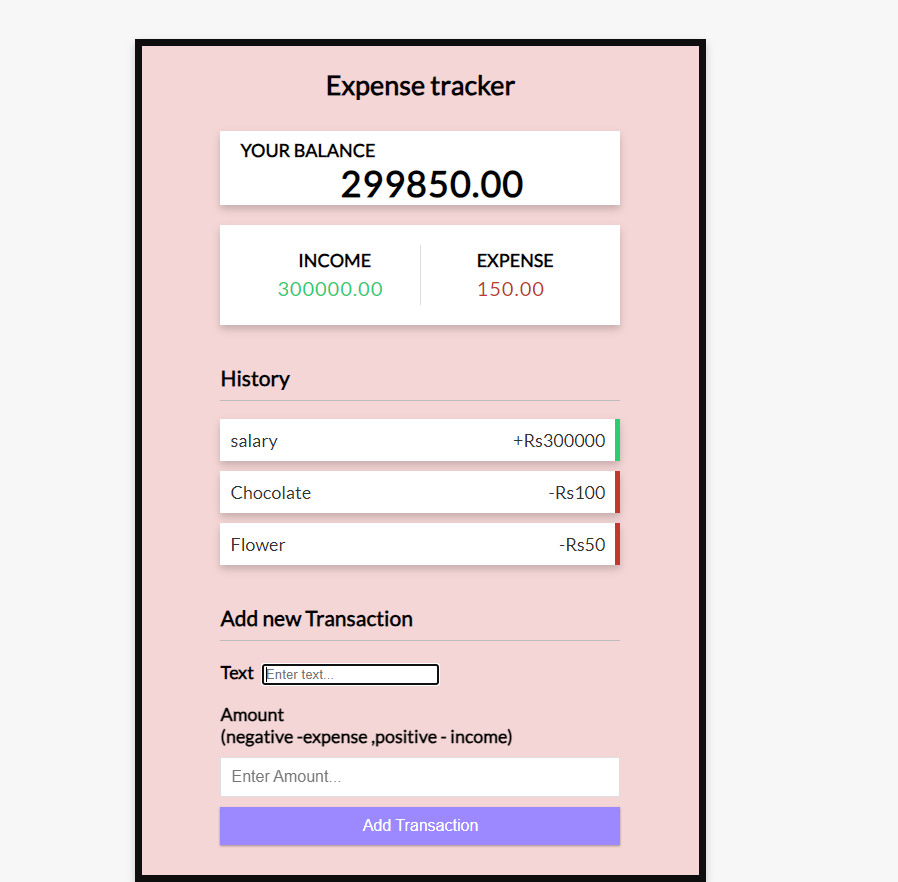 Expense tracker
YOUR BALANCE
299850.00
INCOME EXPENSE
300000.00 150.00
History
salary +Rs300000
Chocolate -Rs100
Flower -Rs50
Add new Transaction
Text Enter text...
Amount
(negative -expense ,positive - income)
Enter Amount...
Add Transaction